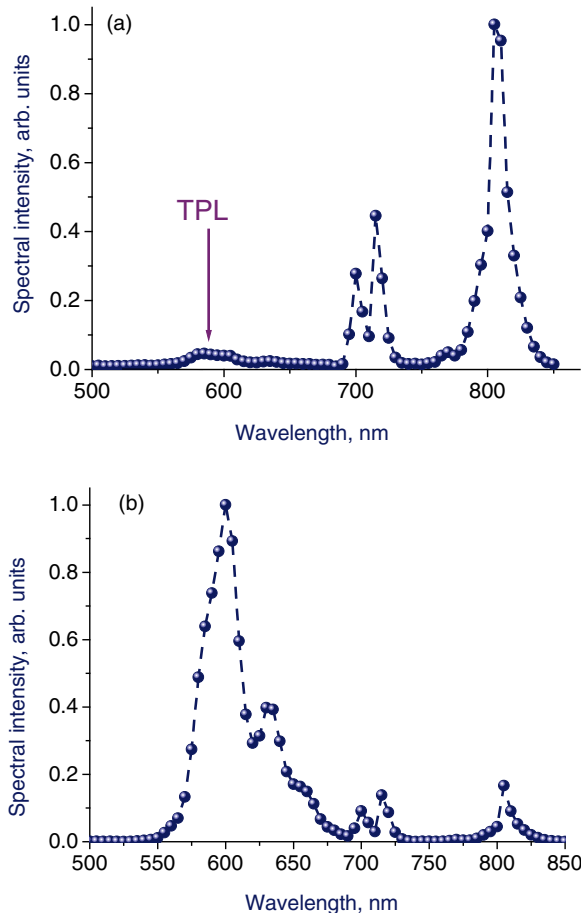 (a)
Spectral intensity, arb. units
1.0
0.8
0.6
0.4
0.2
0.0
TPL
500 600 700 800
Wavelength, nm
(b)
Spectral intensity, arb. units
1.0
0.8
0.6
0.4
0.2
0.0
500 550 600 650 700 750 800 850
Wavelength, nm